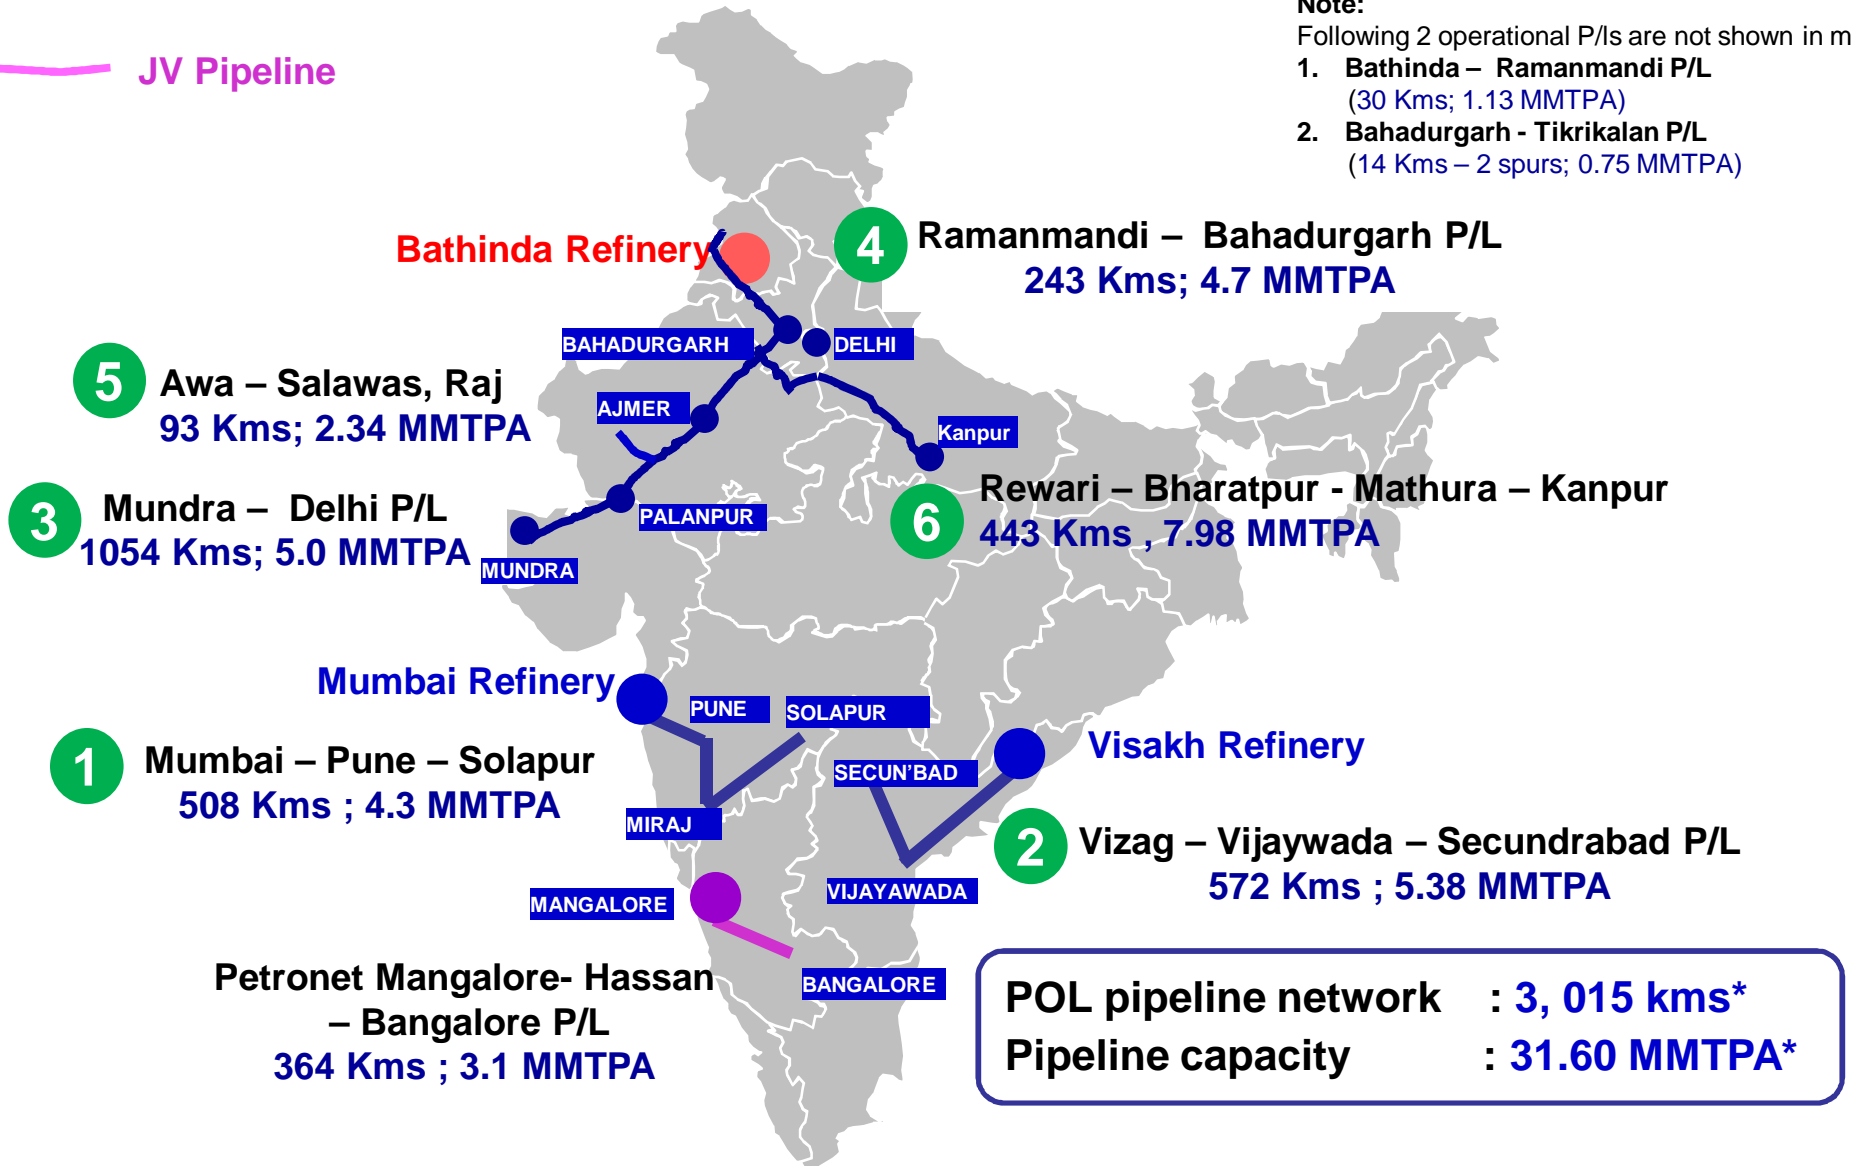 JV Pipeline
Note:
Following 2 operational P/ls are not shown in m
1. Bathinda – Ramanmandi P/L
(30 Kms; 1.13 MMTPA)
2. Bahadurgarh - Tikrikalan P/L
(14 Kms – 2 spurs; 0.75 MMTPA)
Bathinda Refinery
4
Ramanmandi – Bahadurgarh P/L
243 Kms; 4.7 MMTPA
BAHADURGARH
DELHI
5
Awa – Salawas, Raj
93 Kms; 2.34 MMTPA
AJMER
Kanpur
3
Mundra – Delhi P/L
1054 Kms; 5.0 MMTPA
PALANPUR
MUNDRA
6
Rewari – Bharatpur - Mathura – Kanpur
443 Kms , 7.98 MMTPA
Mumbai Refinery
PUNE
SOLAPUR
1
Mumbai – Pune – Solapur
508 Kms ; 4.3 MMTPA
MIRAJ
SECUN'BAD
Visakh Refinery
2
Vizag – Vijaywada – Secundrabad P/L
572 Kms ; 5.38 MMTPA
VIJAYAWADA
MANGALORE
BANGALORE
Petronet Mangalore- Hassan
– Bangalore P/L
364 Kms ; 3.1 MMTPA
POL pipeline network : 3, 015 kms*
Pipeline capacity : 31.60 MMTPA*